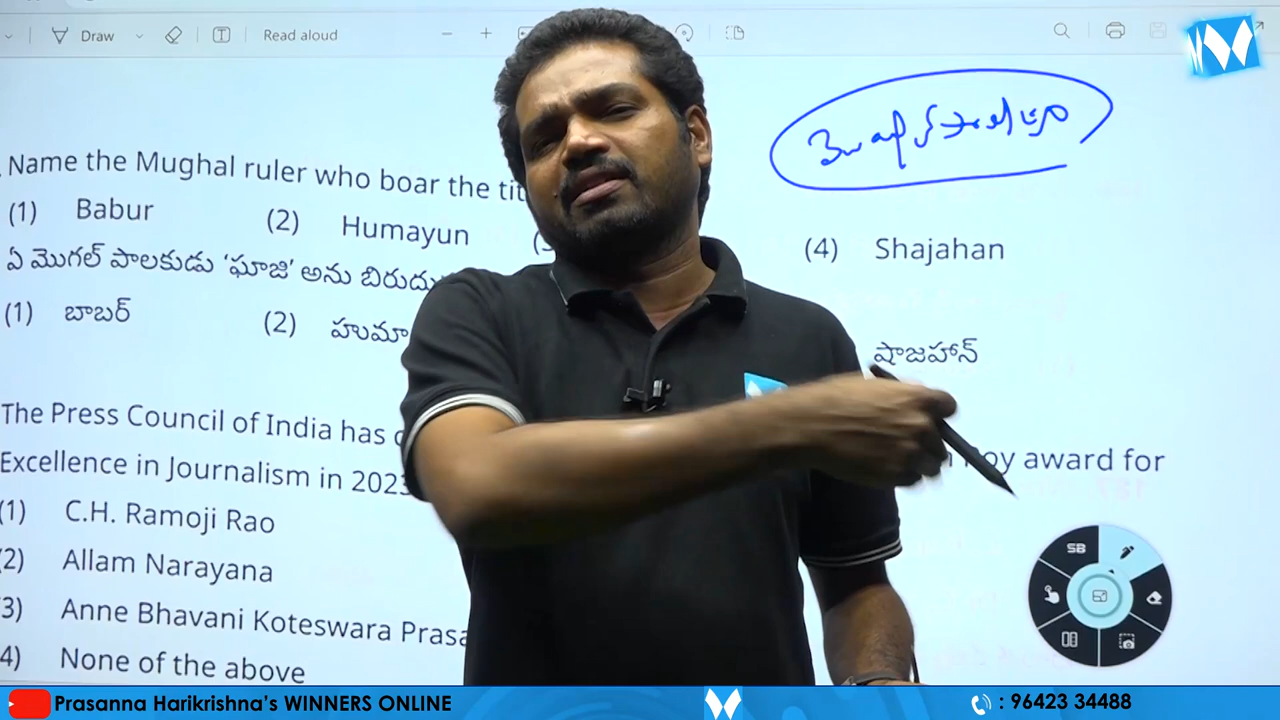 Draw
Read aloud
Name the Mughal ruler who boar the tit
(1) Babur (2) Humayun (4) Shajahan
ఏ మొగల్ పాలకుడు 'ఘాజి' అను బిరుదు
(1) బాబర్ (2) హుమా షాజహాన్
The Press Council of India has
Excellence in Journalism in 2023 Roy award for
(1) C.H. Ramoji Rao
(2) Allam Narayana
(3) Anne Bhavani Koteswara Prasa
(4) None of the above
SB
Prasanna Harikrishna's WINNERS ONLINE W : 96423 34488